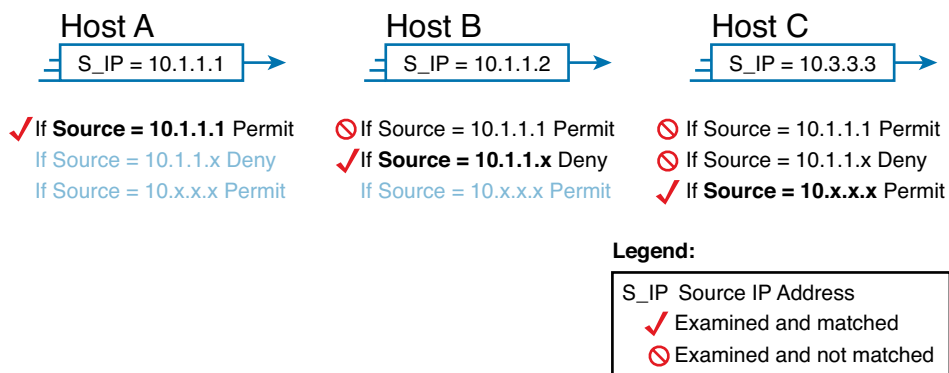 Host A
S_IP = 10.1.1.1
If Source = 10.1.1.1 Permit
If Source = 10.1.1.x Deny
If Source = 10.x.x.x Permit
Host B
S_IP = 10.1.1.2
If Source = 10.1.1.1 Permit
If Source = 10.1.1.x Deny
If Source = 10.x.x.x Permit
Host C
S_IP = 10.3.3.3
If Source = 10.1.1.1 Permit
If Source = 10.1.1.x Deny
If Source = 10.x.x.x Permit
Legend:
S_IP Source IP Address
Examined and matched
Examined and not matched